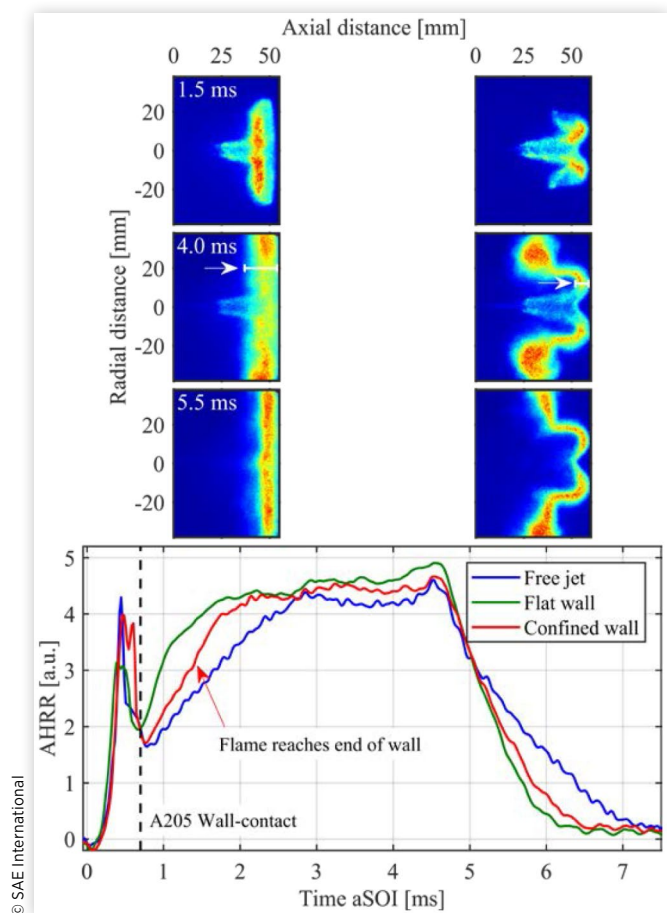 Axial distance [mm]
0 25 50 0 25 50
1.5 ms
20
0
-20
4.0 ms
20
0
-20
5.5 ms
20
0
-20
Radial distance [mm]
5
4
3
2
1
0
AHRR [a.u.]
Free jet
Flat wall
Confined wall
Flame reaches end of wall
A205 Wall-contact
0 1 2 3 4 5 6 7
Time aSOI [ms]
© SAE International